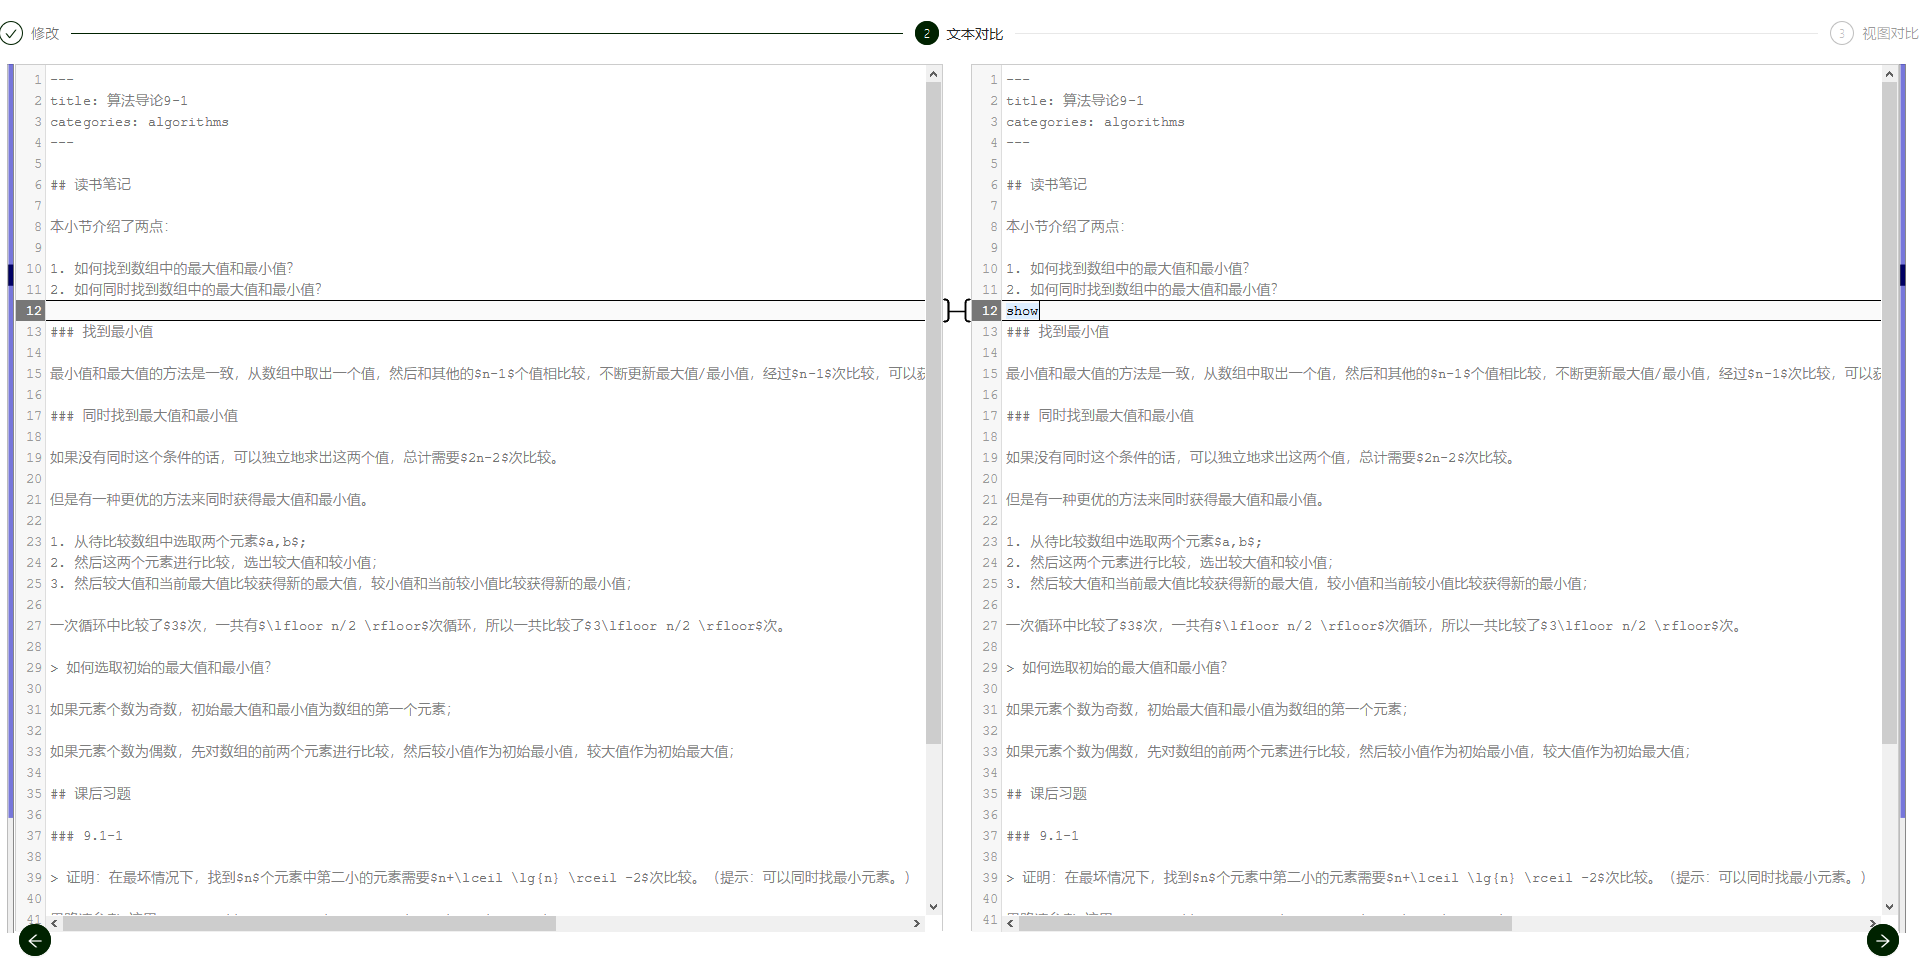 修改
2 文本对比
3 视图对比
1 ---
2 title: 算法导论9-1
3 categories: algorithms
4 ---
5
6 ## 读书笔记
7
8 本小节介绍了两点：
9
10 1. 如何找到数组中的最大值和最小值？
11 2. 如何同时找到数组中的最大值和最小值？
12
13 ### 找到最小值
14
15 最小值和最大值的方法是一致，从数组中取出一个值，然后和其他的$n-1$个值相比较，不断更新最大值/最小值，经过$n-1$次比较，可以获
16
17 ### 同时找到最大值和最小值
18
19 如果没有同时这个条件的话，可以独立地求出这两个值，总计需要$2n-2$次比较。
20
21 但是有一种更优的方法来同时获得最大值和最小值。
22
23 1. 从待比较数组中选取两个元素$a,b$;
24 2. 然后这两个元素进行比较，选出较大值和较小值；
25 3. 然后较大值和当前最大值比较获得新的最大值，较小值和当前较小值比较获得新的最小值；
26
27 一次循环中比较了$3$次，一共有$\lfloor n/2 \rfloor$次循环，所以一共比较了$3\lfloor n/2 \rfloor$次。
28
29 > 如何选取初始的最大值和最小值？
30
31 如果元素个数为奇数，初始最大值和最小值为数组的第一个元素；
32
33 如果元素个数为偶数，先对数组的前两个元素进行比较，然后较小值作为初始最小值，较大值作为初始最大值；
34
35 ## 课后习题
36
37 ### 9.1-1
38
39 > 证明：在最坏情况下，找到$n$个元素中第二小的元素需要$n+\lceil \lg{n} \rceil -2$次比较。（提示：可以同时找最小元素。）
40
41
1 ---
2 title: 算法导论9-1
3 categories: algorithms
4 ---
5
6 ## 读书笔记
7
8 本小节介绍了两点：
9
10 1. 如何找到数组中的最大值和最小值？
11 2. 如何同时找到数组中的最大值和最小值？
12 show
13 ### 找到最小值
14
15 最小值和最大值的方法是一致，从数组中取出一个值，然后和其他的$n-1$个值相比较，不断更新最大值/最小值，经过$n-1$次比较，可以获
16
17 ### 同时找到最大值和最小值
18
19 如果没有同时这个条件的话，可以独立地求出这两个值，总计需要$2n-2$次比较。
20
21 但是有一种更优的方法来同时获得最大值和最小值。
22
23 1. 从待比较数组中选取两个元素$a,b$;
24 2. 然后这两个元素进行比较，选出较大值和较小值；
25 3. 然后较大值和当前最大值比较获得新的最大值，较小值和当前较小值比较获得新的最小值；
26
27 一次循环中比较了$3$次，一共有$\lfloor n/2 \rfloor$次循环，所以一共比较了$3\lfloor n/2 \rfloor$次。
28
29 > 如何选取初始的最大值和最小值？
30
31 如果元素个数为奇数，初始最大值和最小值为数组的第一个元素；
32
33 如果元素个数为偶数，先对数组的前两个元素进行比较，然后较小值作为初始最小值，较大值作为初始最大值；
34
35 ## 课后习题
36
37 ### 9.1-1
38
39 > 证明：在最坏情况下，找到$n$个元素中第二小的元素需要$n+\lceil \lg{n} \rceil -2$次比较。（提示：可以同时找最小元素。）
40
41